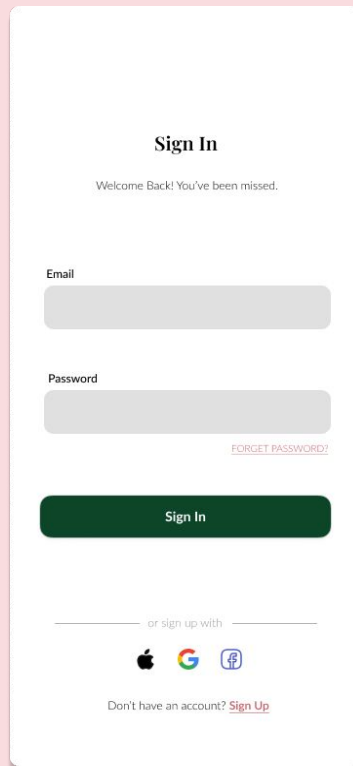 Sign In
Welcome Back! You've been missed.
Email
Password
FORGET PASSWORD?
Sign In
or sign up with
Don't have an account? Sign Up